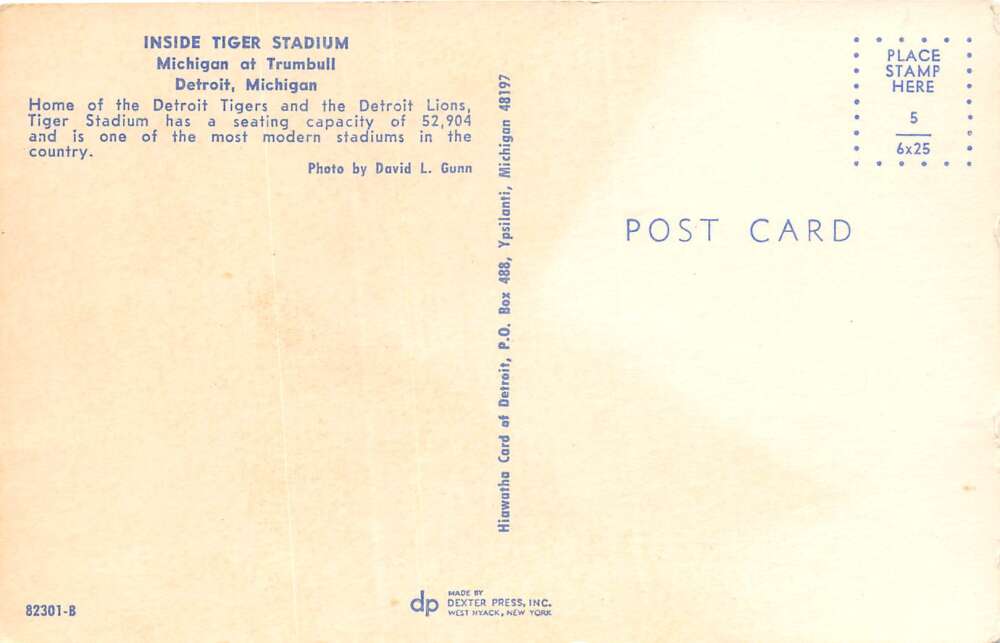 INSIDE TIGER STADIUM
Michigan at Trumbull
Detroit, Michigan
Home of the Detroit Tigers and the Detroit Lions,
Tiger Stadium has a seating capacity of 52,904
and is one of the most modern stadiums in the
country.
Photo by David L. Gunn
82301-B
Hiawatha Card of Detroit, P.O. Box 488, Ypsilanti, Michigan 48197
dp
MADE BY
DEXTER PRESS, INC.
WEST NYACK, NEW YORK
PLACE
STAMP
HERE
5
6x25
POST CARD